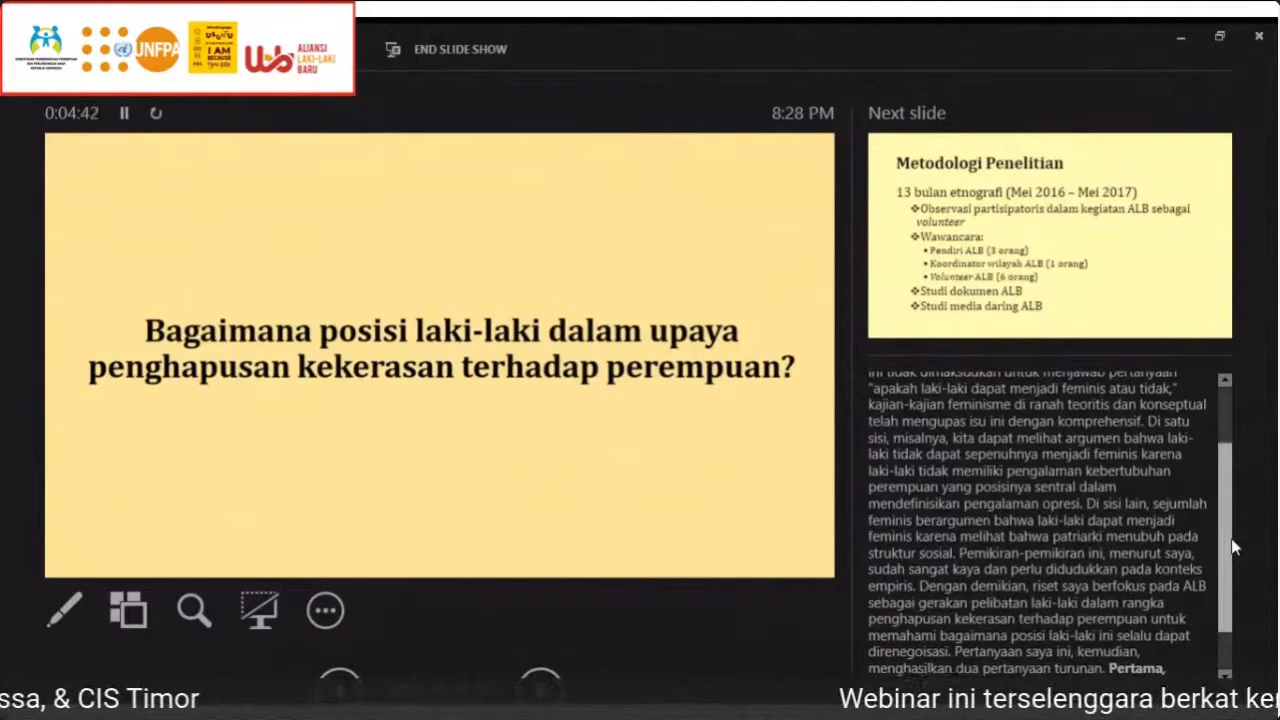 UNFPA
I AM
BECAUSE
ALIANSI
LAKI-LAKI
BARU
END SLIDE SHOW
0:04:42
8:28 PM
Next slide
Bagaimana posisi laki-laki dalam upaya
penghapusan kekerasan terhadap perempuan?
Metodologi Penelitian
13 bulan etnografi (Mei 2016 – Mei 2017)
❖Observasi partisipatoris dalam kegiatan ALB sebagai
volunteer
❖Wawancara:
▪ Pendiri ALB (3 orang)
▪ Koordinator wilayah ALB (1 orang)
▪ Volunteer ALB (6 orang)
❖Studi dokumen ALB
❖Studi media daring ALB
ini tidak dimaksudkan untuk menjawab pertanyaan
"apakah laki-laki dapat menjadi feminis atau tidak,"
kajian-kajian feminisme di ranah teoritis dan konseptual
telah mengupas isu ini dengan komprehensif. Di satu
sisi, misalnya, kita dapat melihat argumen bahwa laki-
laki tidak dapat sepenuhnya menjadi feminis karena
laki-laki tidak memiliki pengalaman kebertubuhan
perempuan yang posisinya sentral dalam
mendefinisikan pengalaman opresi. Di sisi lain, sejumlah
feminis berargumen bahwa laki-laki dapat menjadi
feminis karena melihat bahwa patriarki menubuh pada
struktur sosial. Pemikiran-pemikiran ini, menurut saya,
sudah sangat kaya dan perlu didudukkan pada konteks
empiris. Dengan demikian, riset saya berfokus pada ALB
sebagai gerakan pelibatan laki-laki dalam rangka
penghapusan kekerasan terhadap perempuan untuk
memahami bagaimana posisi laki-laki ini selalu dapat
direnegoisasi. Pertanyaan saya ini, kemudian,
menghasilkan dua pertanyaan turunan. Pertama,
ssa, & CIS Timor
Webinar ini terselenggara berkat ke